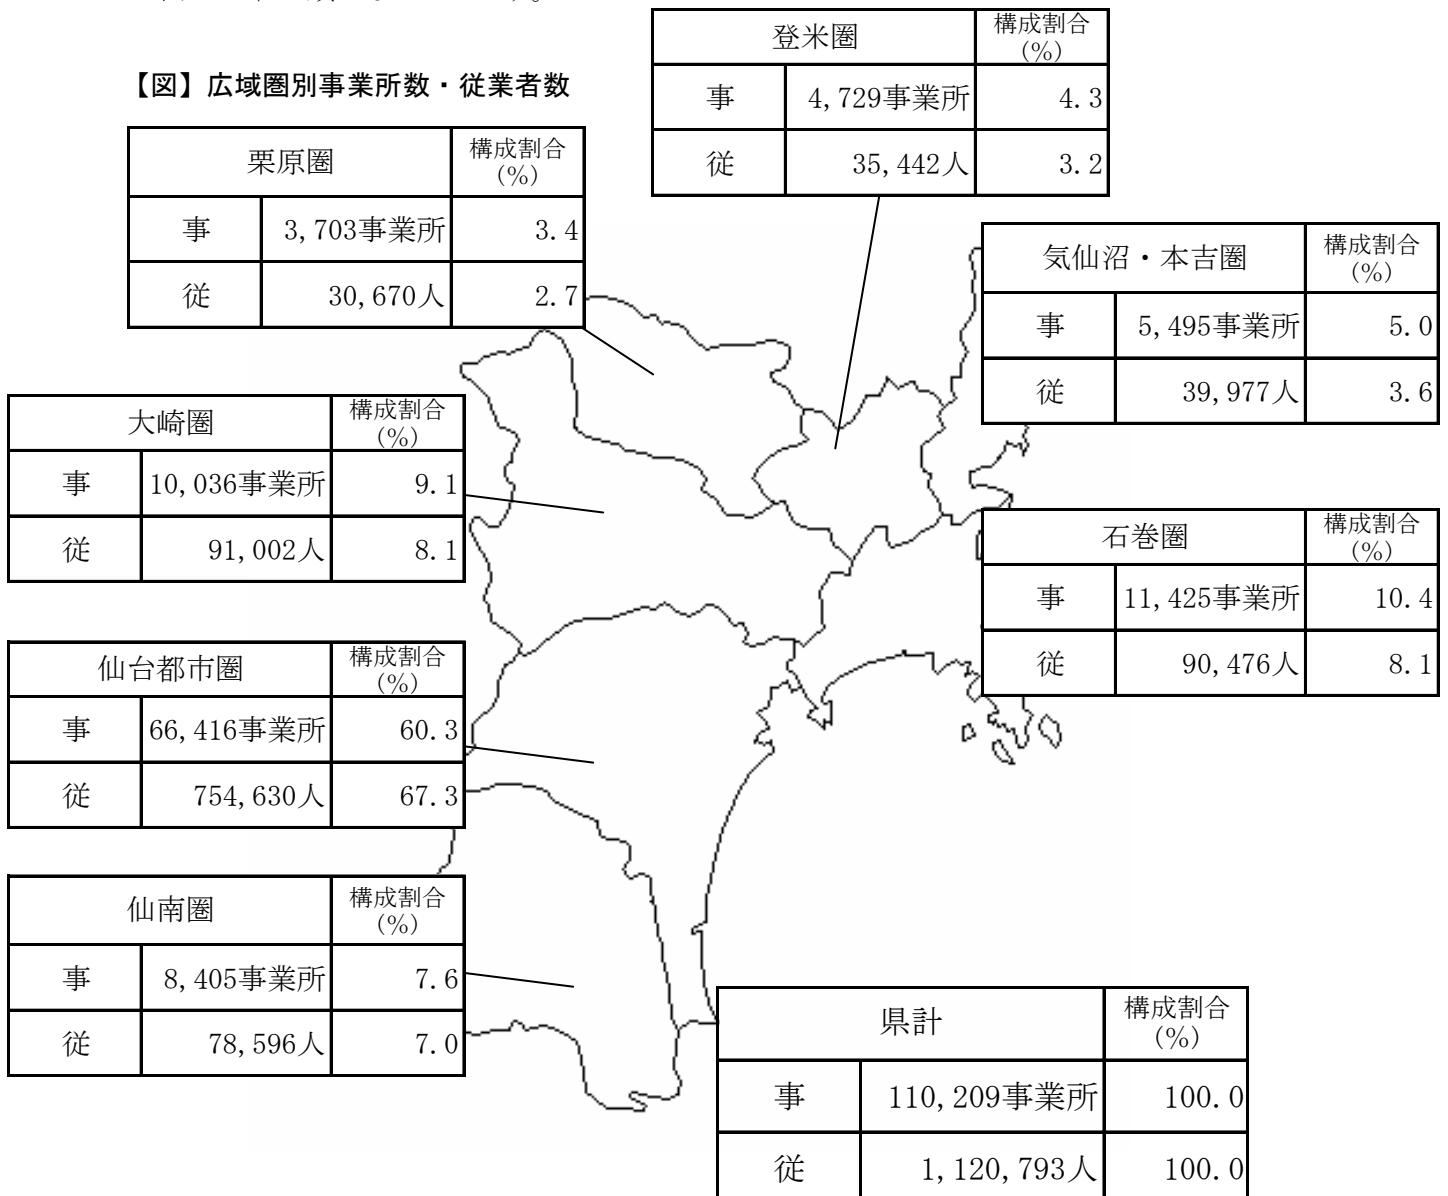 【図】広域圏別事業所数・従業者数
登米圏 構成割合(%)
事 4,729事業所 4.3
従 35,442人 3.2
栗原圏 構成割合(%)
事 3,703事業所 3.4
従 30,670人 2.7
気仙沼・本吉圏 構成割合(%)
事 5,495事業所 5.0
従 39,977人 3.6
大崎圏 構成割合(%)
事 10,036事業所 9.1
従 91,002人 8.1
石巻圏 構成割合(%)
事 11,425事業所 10.4
従 90,476人 8.1
仙台都市圏 構成割合(%)
事 66,416事業所 60.3
従 754,630人 67.3
仙南圏 構成割合(%)
事 8,405事業所 7.6
従 78,596人 7.0
県計 構成割合(%)
事 110,209事業所 100.0
従 1,120,793人 100.0